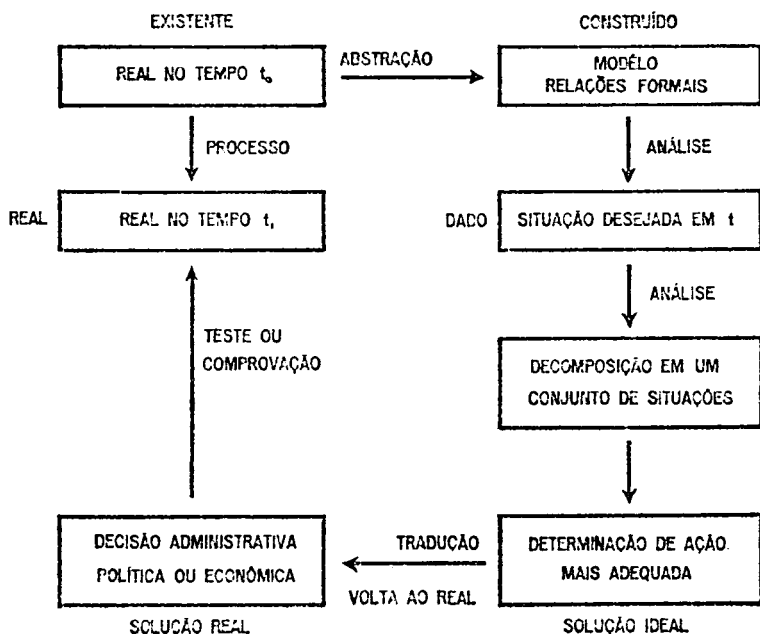 EXISTENTE
CONSTRUÍDO
REAL NO TEMPO t₀
ABSTRAÇÃO
MODÊLO
RELAÇÕES FORMAIS
PROCESSO
ANÁLISE
REAL
REAL NO TEMPO t₁
DADO
SITUAÇÃO DESEJADA EM t
ANÁLISE
TESTE OU
COMPROVAÇÃO
DECOMPOSIÇÃO EM UM
CONJUNTO DE SITUAÇÕES
DECISÃO ADMINISTRATIVA
POLÍTICA OU ECONÔMICA
TRADUÇÃO
VOLTA AO REAL
DETERMINAÇÃO DE AÇÃO
MAIS ADEQUADA
SOLUÇÃO REAL
SOLUÇÃO IDEAL